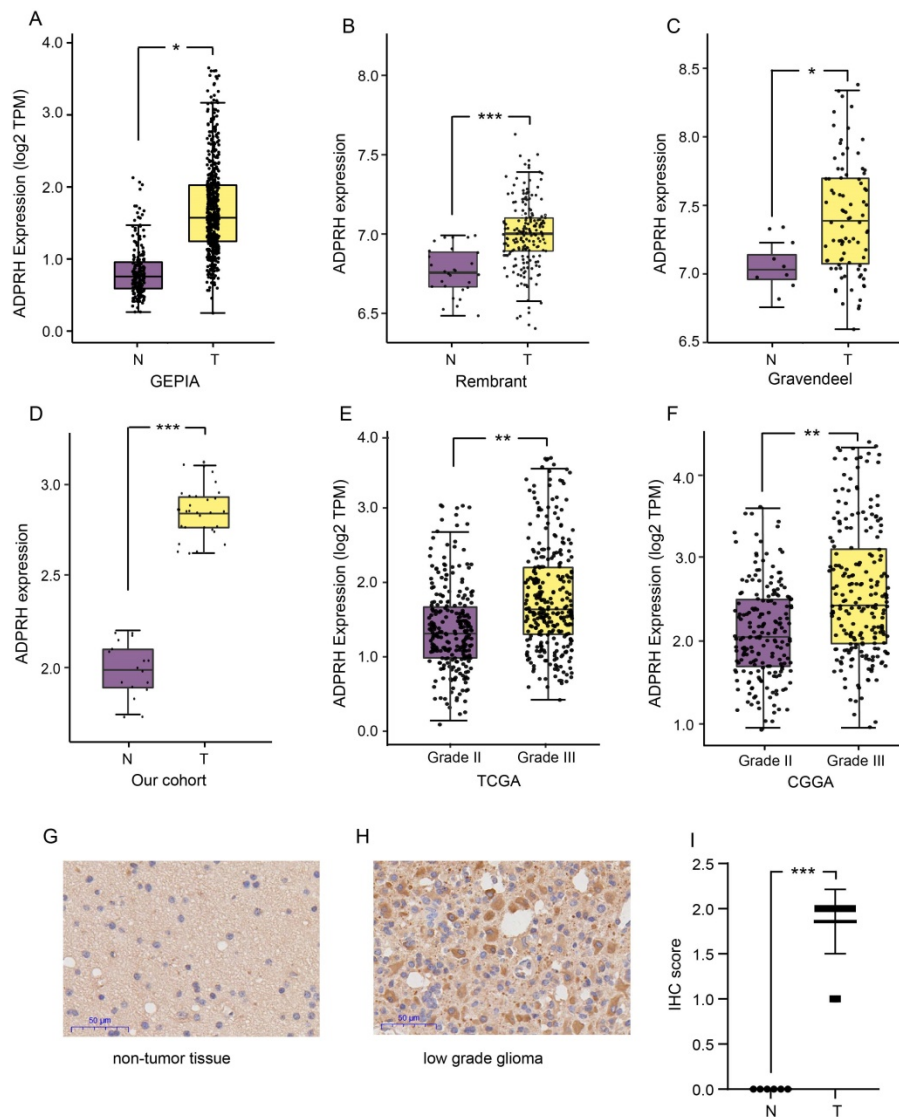 A
ADPRH Expression (log2 TPM)
4.0
3.0
2.0
1.0
0.0
*
N T
GEPIA
B
ADPRH expression
8.0
7.5
7.0
6.5
***
N T
Rembrant
C
ADPRH expression
8.5
8.0
7.5
7.0
6.5
*
N T
Gravendeel
D
ADPRH expression
3.0
2.5
2.0
***
N T
Our cohort
E
ADPRH Expression (log2 TPM)
4.0
3.0
2.0
1.0
0.0
**
Grade II Grade III
TCGA
F
ADPRH Expression (log2 TPM)
4.0
3.0
2.0
1.0
**
Grade II Grade III
CGGA
G
50 µm
non-tumor tissue
H
50 µm
low grade glioma
I
IHC score
2.5
2.0
1.5
1.0
0.5
0.0
***
N T